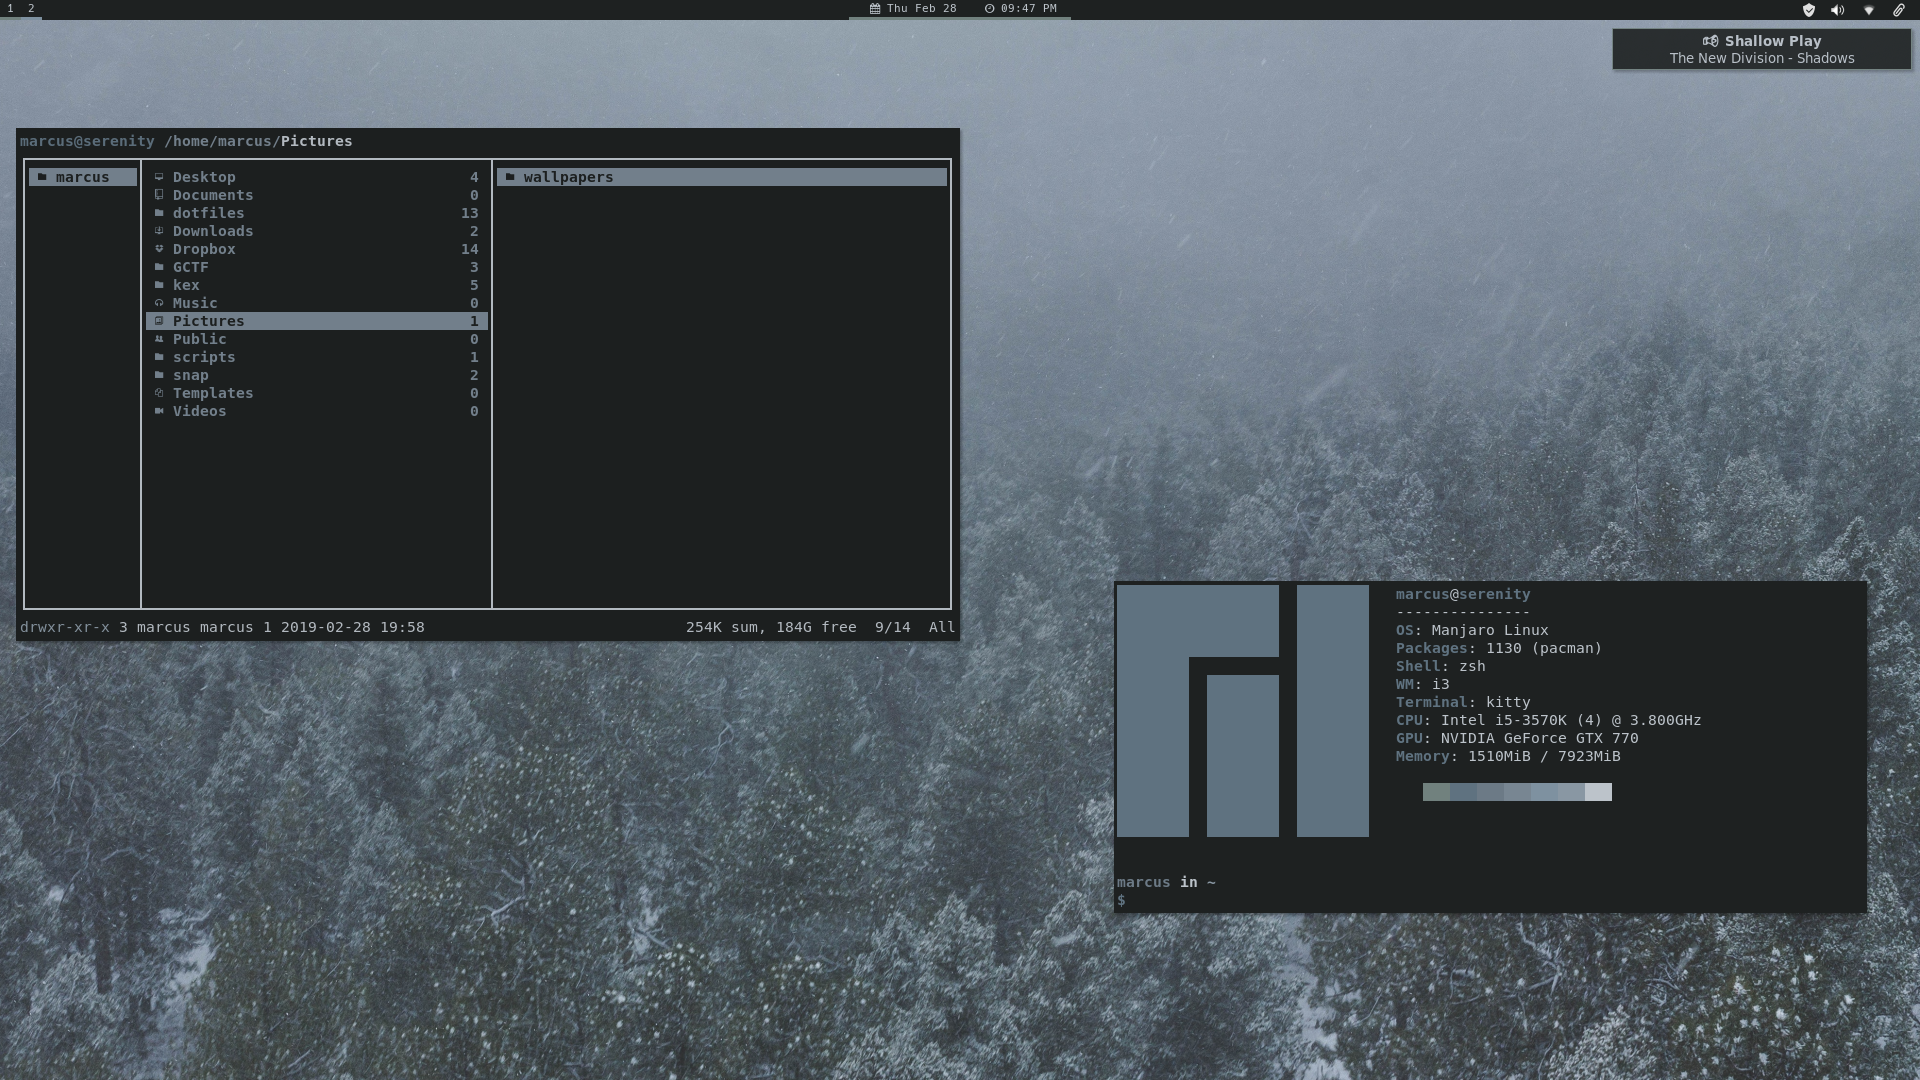 1 2
Thu Feb 28 09:47 PM
Shallow Play
The New Division - Shadows
marcus@serenity /home/marcus/Pictures
marcus
Desktop 4
Documents 0
dotfiles 13
Downloads 2
Dropbox 14
GCTF 3
kex 5
Music 0
Pictures 1
Public 0
scripts 1
snap 2
Templates 0
Videos 0
wallpapers
drwxr-xr-x 3 marcus marcus 1 2019-02-28 19:58 254K sum, 184G free 9/14 All
marcus@serenity
---------------
OS: Manjaro Linux
Packages: 1130 (pacman)
Shell: zsh
WM: i3
Terminal: kitty
CPU: Intel i5-3570K (4) @ 3.800GHz
GPU: NVIDIA GeForce GTX 770
Memory: 1510MiB / 7923MiB
marcus in ~
$